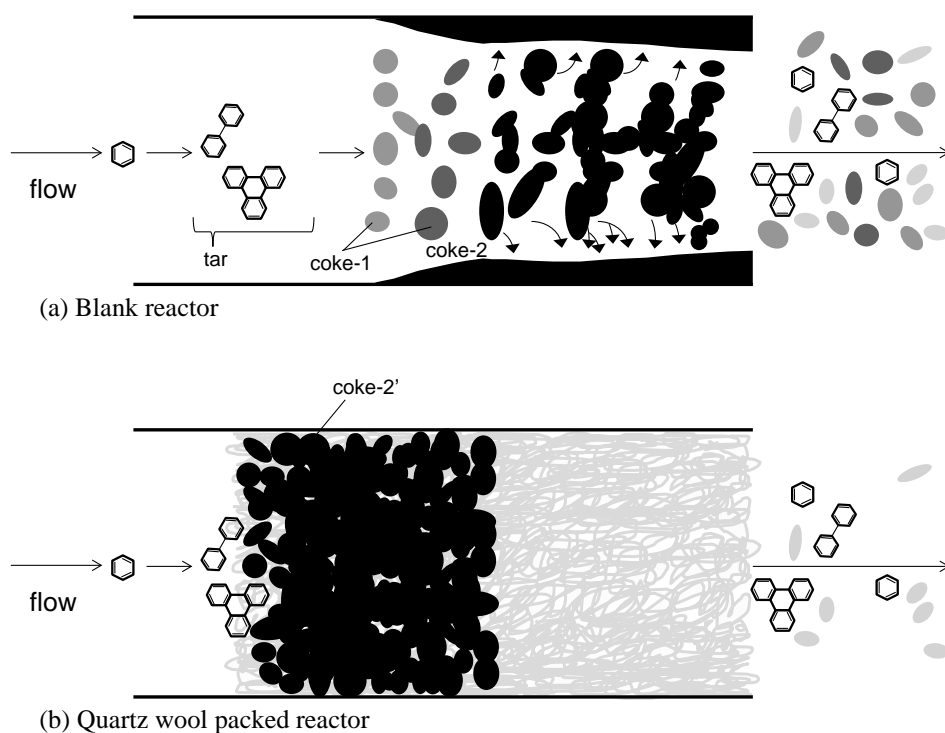 flow
tar
coke-1
coke-2
(a) Blank reactor
coke-2’
flow
(b) Quartz wool packed reactor